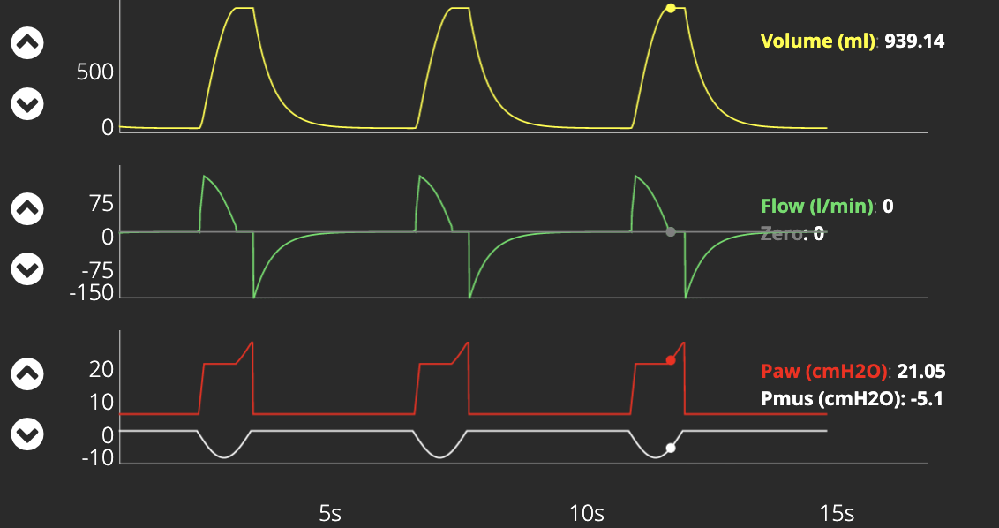 Volume (ml): 939.14
500
0
75
0
-75
-150
Flow (l/min): 0
Zero: 0
20
10
0
-10
Paw (cmH2O): 21.05
Pmus (cmH2O): -5.1
5s
10s
15s